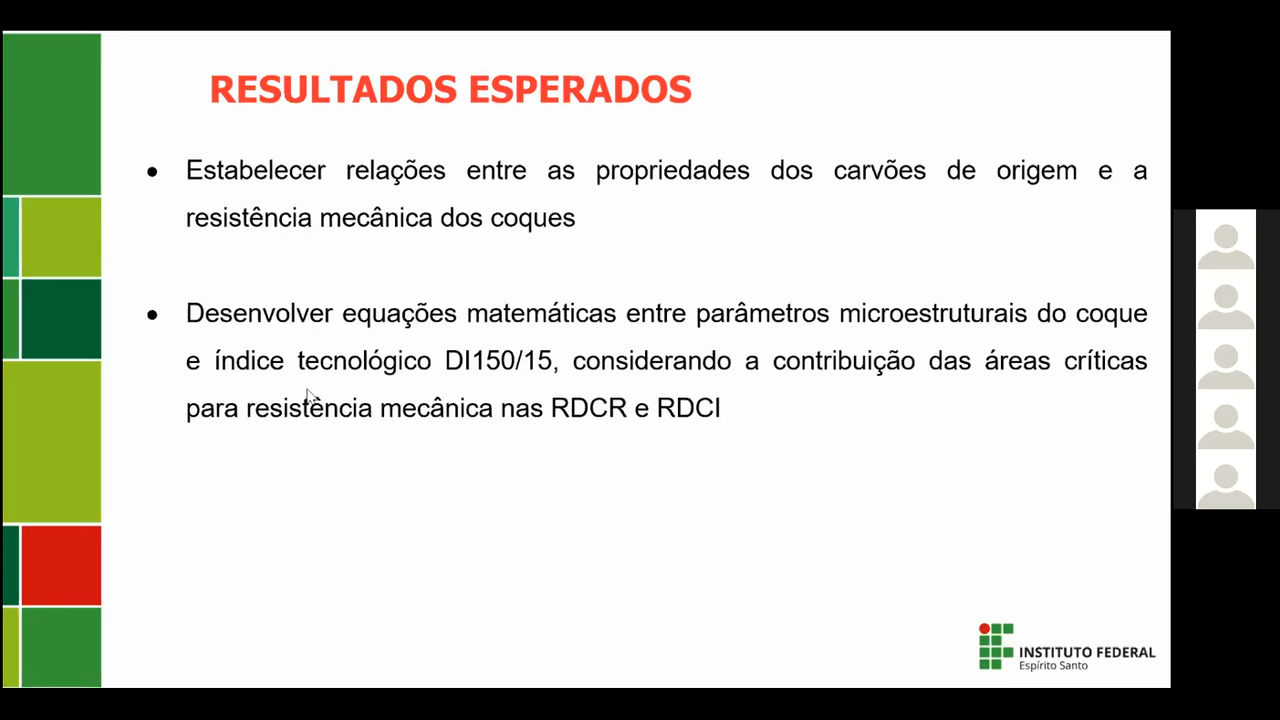 RESULTADOS ESPERADOS
• Estabelecer relações entre as propriedades dos carvões de origem e a
resistência mecânica dos coques
• Desenvolver equações matemáticas entre parâmetros microestruturais do coque
e índice tecnológico DI150/15, considerando a contribuição das áreas críticas
para resistência mecânica nas RDCR e RDCI
INSTITUTO FEDERAL
Espírito Santo